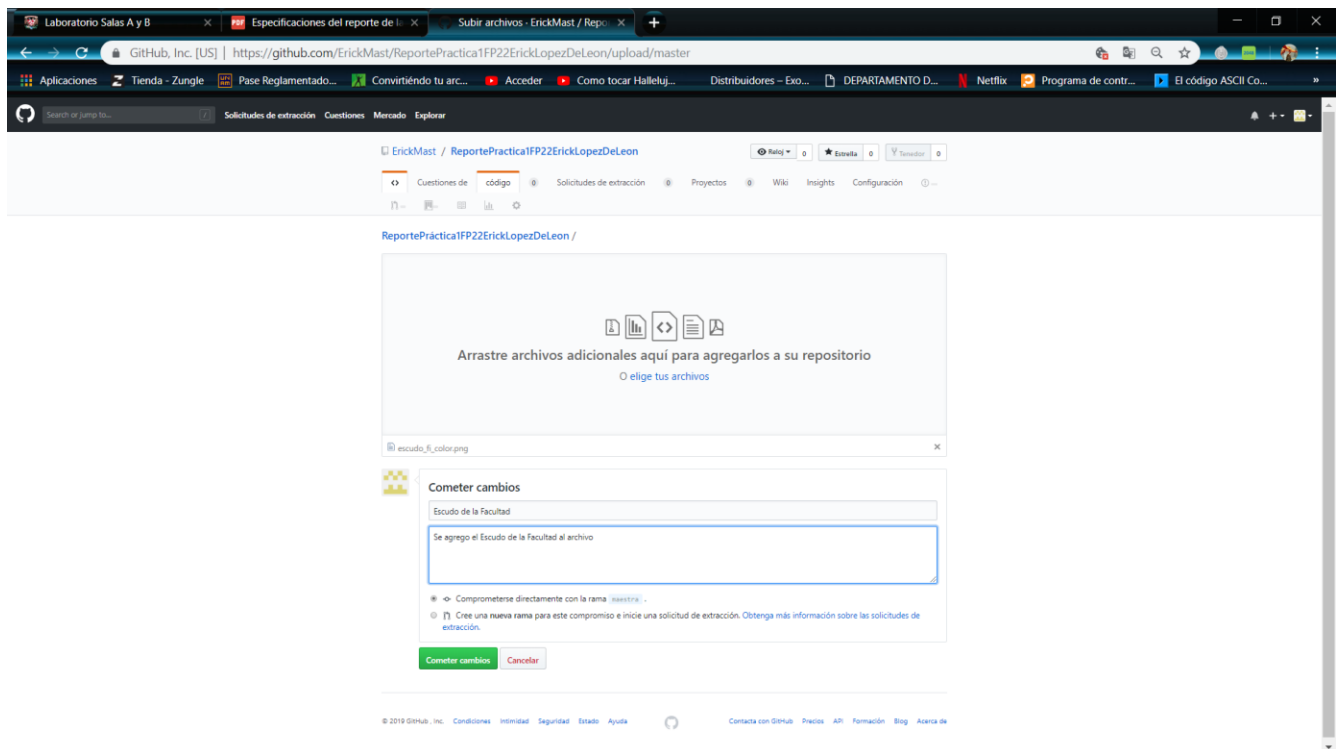 Laboratorio Salas A y B
Especificaciones del reporte de la
Subir archivos - ErickMast / Repo
GitHub, Inc. [US] | https://github.com/ErickMast/ReportePractica1FP22ErickLopezDeLeon/upload/master
Aplicaciones Tienda - Zungle Pase Reglamentado... Convirtiéndo tu arc... Acceder Como tocar Halleluj... Distribuidores – Exo... DEPARTAMENTO D... Netflix Programa de contr... El código ASCII Co... »
Search or jump to... / Solicitudes de extracción Cuestiones Mercado Explorar
ErickMast / ReportePractica1FP22ErickLopezDeLeon
Reloj 0 Estrella 0 Tenedor 0
<> Cuestiones de código 0 Solicitudes de extracción 0 Proyectos 0 Wiki Insights Configuración
ReportePráctica1FP22ErickLopezDeLeon /
Arrastre archivos adicionales aquí para agregarlos a su repositorio
O elige tus archivos
escudo_fi_color.png
Cometer cambios
Escudo de la Facultad
Se agrego el Escudo de la Facultad al archivo
Comprometerse directamente con la rama maestra .
Cree una nueva rama para este compromiso e inicie una solicitud de extracción. Obtenga más información sobre las solicitudes de
extracción.
Cometer cambios Cancelar
© 2019 GitHub , Inc. Condiciones Intimidad Seguridad Estado Ayuda Contacta con GitHub Precios API Formación Blog Acerca de